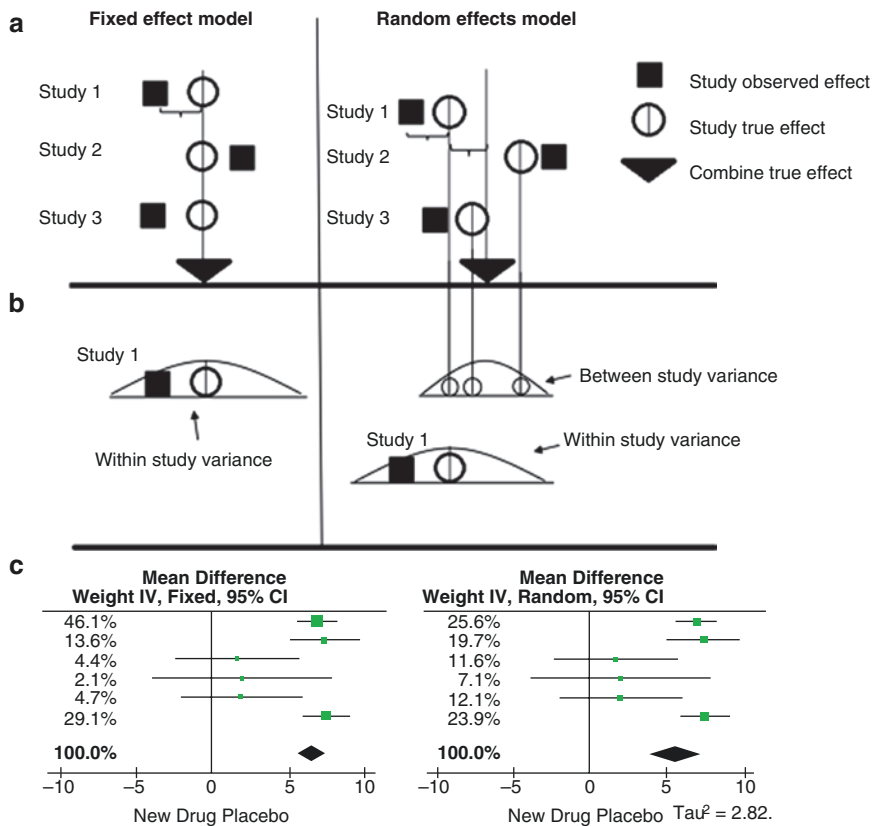 a
Fixed effect model
Random effects model
Study 1
Study 2
Study 3
Study 1
Study 2
Study 3
Study observed effect
Study true effect
Combine true effect
b
Study 1
Within study variance
Between study variance
Study 1
Within study variance
c
Mean Difference
Weight IV, Fixed, 95% CI
46.1%
13.6%
4.4%
2.1%
4.7%
29.1%
100.0%
−10 −5 0 5 10
New Drug Placebo
Mean Difference
Weight IV, Random, 95% CI
25.6%
19.7%
11.6%
7.1%
12.1%
23.9%
100.0%
−10 −5 0 5 10
New Drug Placebo Tau² = 2.82.